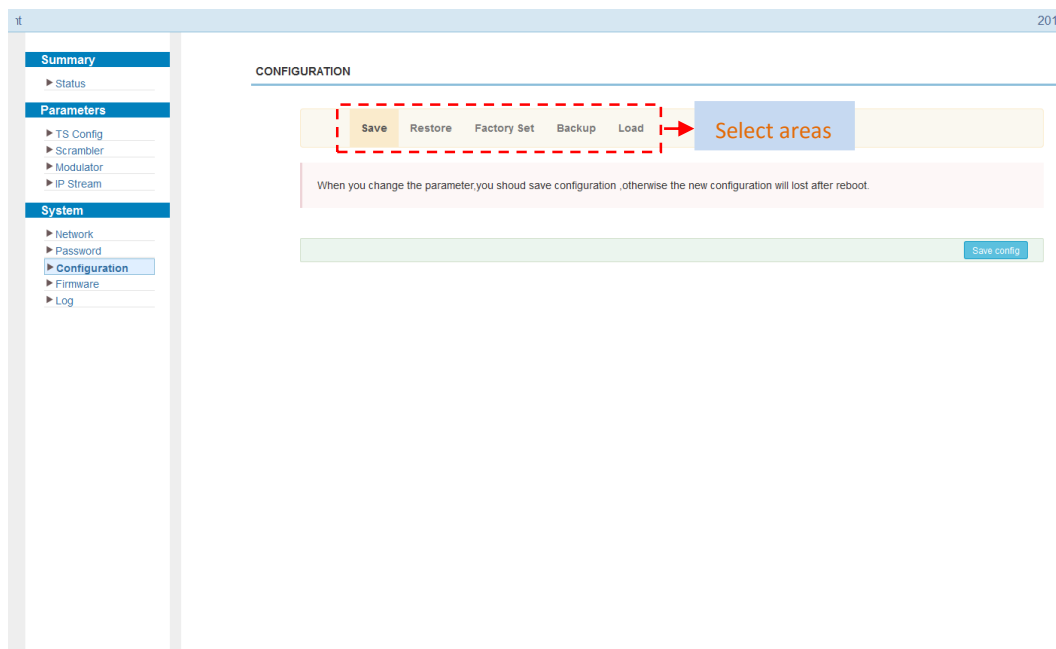 nt
201
Summary
Status
Parameters
TS Config
Scrambler
Modulator
IP Stream
System
Network
Password
Configuration
Firmware
Log
CONFIGURATION
Save Restore Factory Set Backup Load
Select areas
When you change the parameter,you shoud save configuration ,otherwise the new configuration will lost after reboot.
Save config